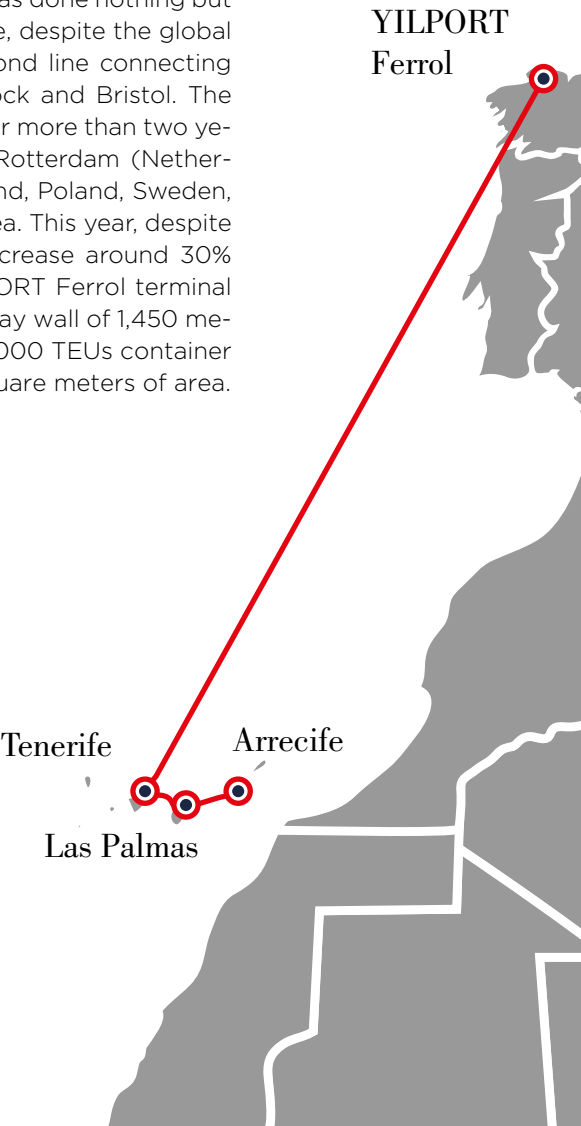 as done nothing but
e, despite the global
ond line connecting
ock and Bristol. The
r more than two ye-
Rotterdam (Nether-
nd, Poland, Sweden,
ea. This year, despite
crease around 30%
ORT Ferrol terminal
ay wall of 1,450 me-
000 TEUs container
uare meters of area.
YILPORT
Ferrol
Tenerife
Arrecife
Las Palmas